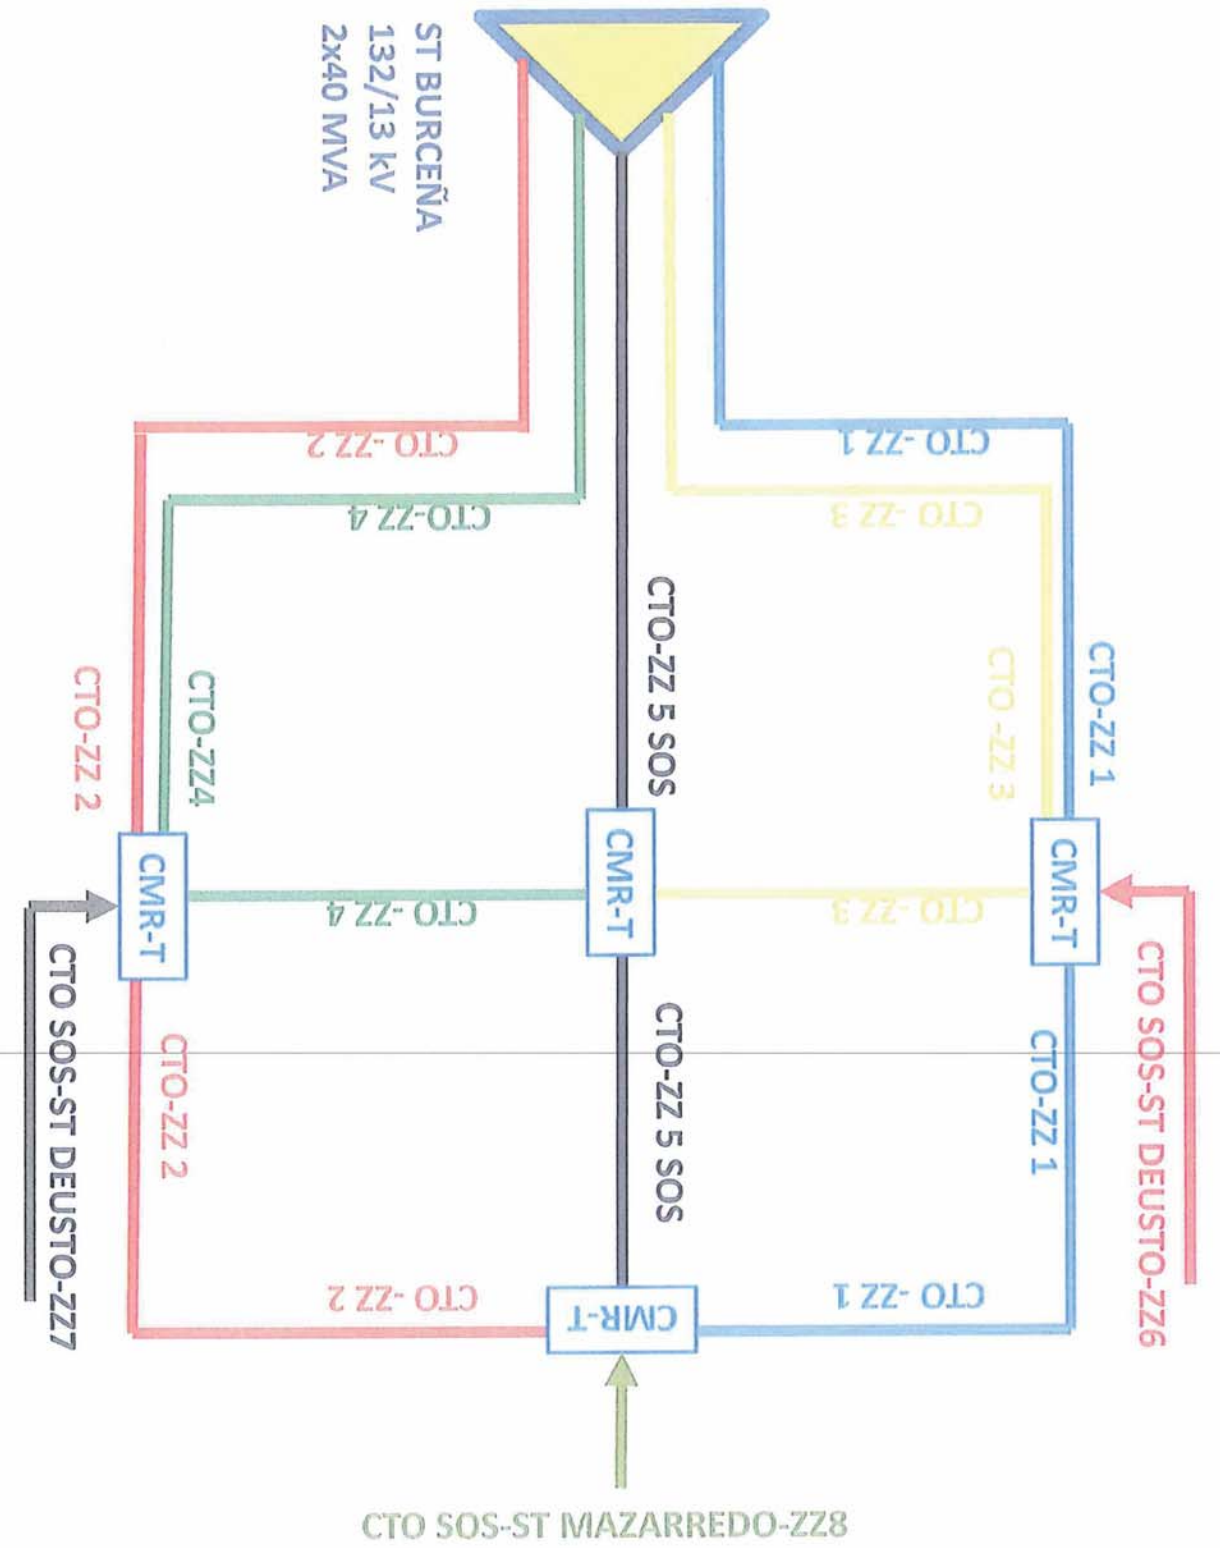 ST BURCEÑA
132/13 kV
2x40 MVA
CTO -ZZ 2
CTO-ZZ 4
CTO -ZZ 1
CTO -ZZ 3
CTO-ZZ 5 SOS
CTO-ZZ 2
CTO-ZZ4
CTO -ZZ 3
CTO-ZZ 1
CMR-T
CMR-T
CMR-T
CTO -ZZ 4
CTO -ZZ 3
CTO SOS-ST DEUSTO-ZZ7
CTO-ZZ 2
CTO-ZZ 5 SOS
CTO-ZZ 1
CTO SOS-ST DEUSTO-ZZ6
CTO -ZZ 2
CMR-T
CTO -ZZ 1
CTO SOS-ST MAZARREDO-ZZ8